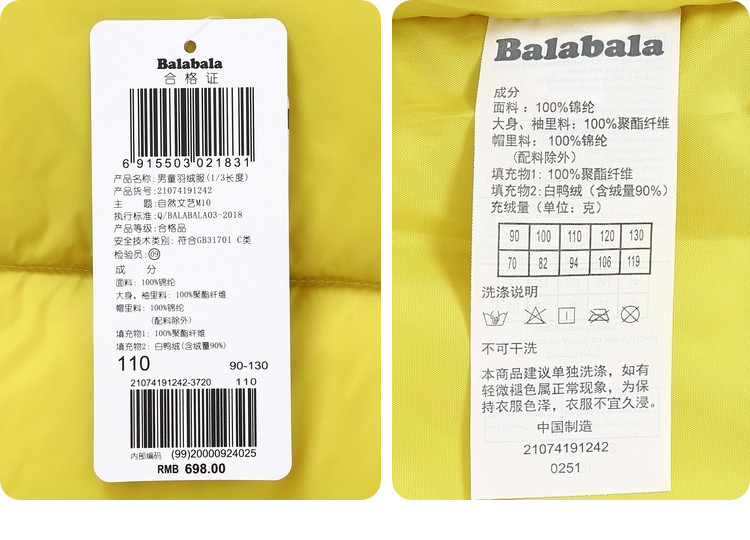 Balabala
合格证
6 915503 021831
产品名称: 男童羽绒服(1/3长度)
产品货号: 21074191242
主 题: 自然文艺M10
执行标准: Q/BALABALA03-2018
产品等级: 合格品
安全技术类别: 符合GB31701 C类
检验员: 09
成 分
面料: 100%锦纶
大身、袖里料: 100%聚酯纤维
帽里料: 100%锦纶
(配料除外)
填充物1: 100%聚酯纤维
填充物2: 白鸭绒(含绒量90%)
110 90-130
21074191242-3720 110
内部编码 (99)20000924025
RMB 698.00
Balabala
成分
面料: 100%锦纶
大身、袖里料: 100%聚酯纤维
帽里料: 100%锦纶
(配料除外)
填充物1: 100%聚酯纤维
填充物2: 白鸭绒(含绒量90%)
充绒量(单位: 克)
90 100 110 120 130
70 82 94 106 119
洗涤说明
不可干洗
本商品建议单独洗涤, 如有
轻微褪色属正常现象, 为保
持衣服色泽, 衣服不宜久浸。
中国制造
21074191242
0251